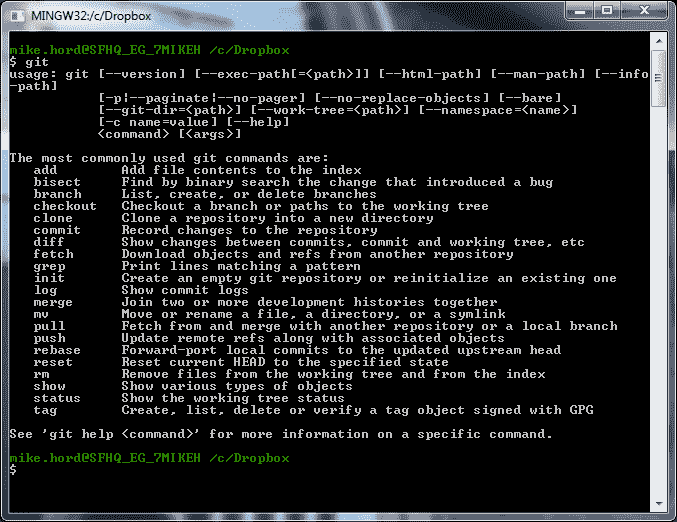 MINGW32:/c/Dropbox
mike.hord@SFHQ_EG_7MIKEH /c/Dropbox
$ git
usage: git [--version] [--exec-path[=<path>]] [--html-path] [--man-path] [--info
-path]
           [-p|--paginate|--no-pager] [--no-replace-objects] [--bare]
           [--git-dir=<path>] [--work-tree=<path>] [--namespace=<name>]
           [-c name=value] [--help]
           <command> [<args>]
The most commonly used git commands are:
   add        Add file contents to the index
   bisect     Find by binary search the change that introduced a bug
   branch     List, create, or delete branches
   checkout   Checkout a branch or paths to the working tree
   clone      Clone a repository into a new directory
   commit     Record changes to the repository
   diff       Show changes between commits, commit and working tree, etc
   fetch      Download objects and refs from another repository
   grep       Print lines matching a pattern
   init       Create an empty git repository or reinitialize an existing one
   log        Show commit logs
   merge      Join two or more development histories together
   mv         Move or rename a file, a directory, or a symlink
   pull       Fetch from and merge with another repository or a local branch
   push       Update remote refs along with associated objects
   rebase     Forward-port local commits to the updated upstream head
   reset      Reset current HEAD to the specified state
   rm         Remove files from the working tree and from the index
   show       Show various types of objects
   status     Show the working tree status
   tag        Create, list, delete or verify a tag object signed with GPG
See 'git help <command>' for more information on a specific command.
mike.hord@SFHQ_EG_7MIKEH /c/Dropbox
$